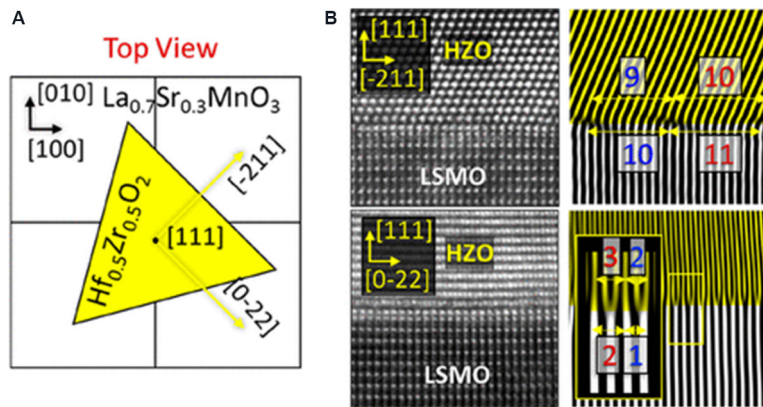 A
Top View
[010] La0.7Sr0.3MnO3
[100]
[-211]
Hf0.5Zr0.5O2
[111]
[0-22]
B
[111]
HZO
[-211]
LSMO
9 10
10 11
[111]
HZO
[0-22]
LSMO
3 2
2 1